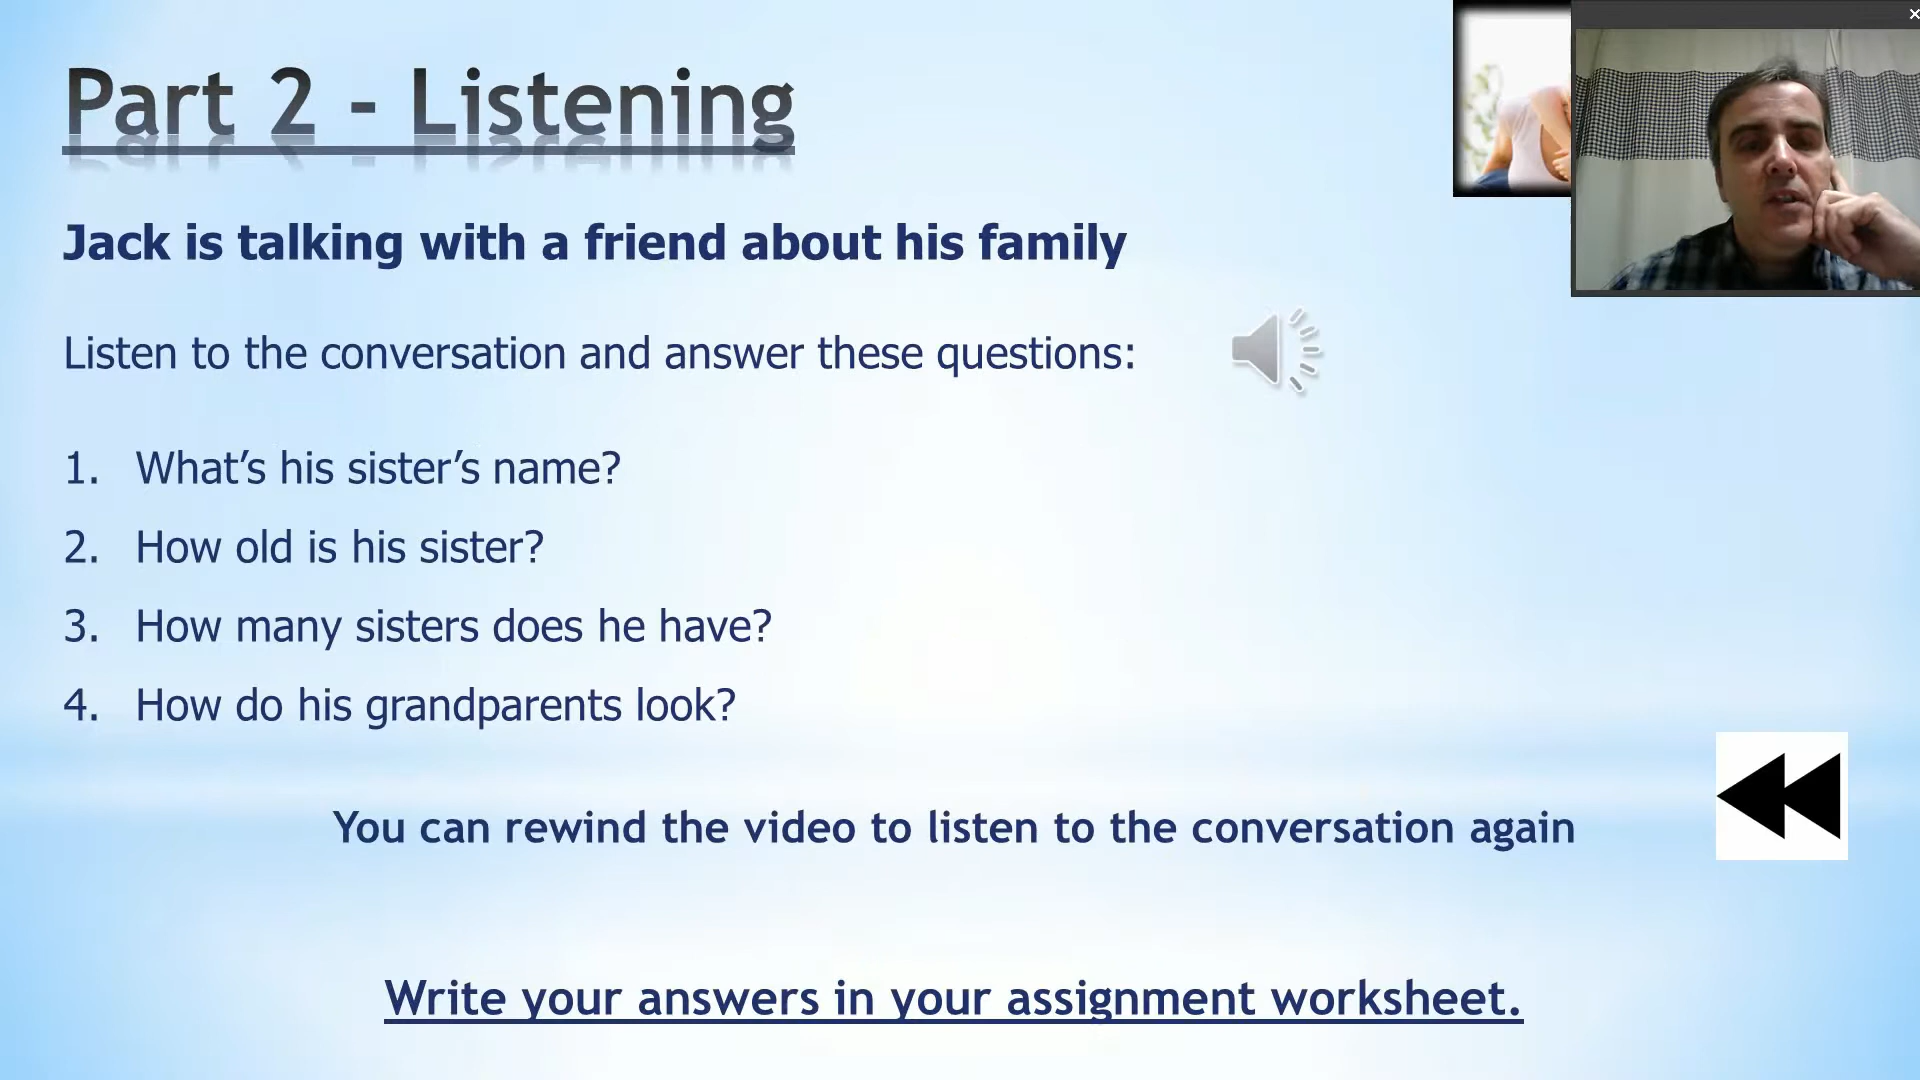 Part 2 - Listening
Jack is talking with a friend about his family
Listen to the conversation and answer these questions:
1. What’s his sister’s name?
2. How old is his sister?
3. How many sisters does he have?
4. How do his grandparents look?
You can rewind the video to listen to the conversation again
Write your answers in your assignment worksheet.